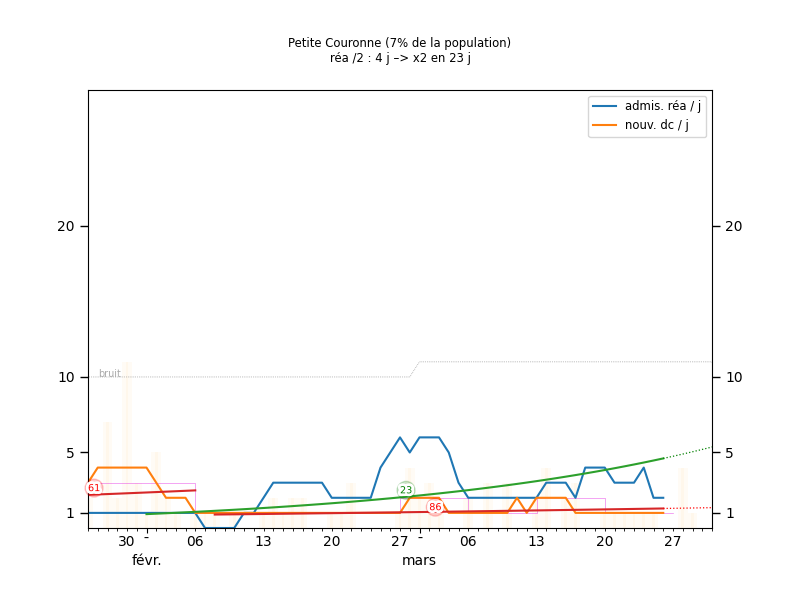 Petite Couronne (7% de la population)
réa /2 : 4 j –> x2 en 23 j
admis. réa / j
nouv. dc / j
20
20
bruit
10
10
5
5
61
23
86
1
1
30
06
13
20
27
06
13
20
27
févr.
mars